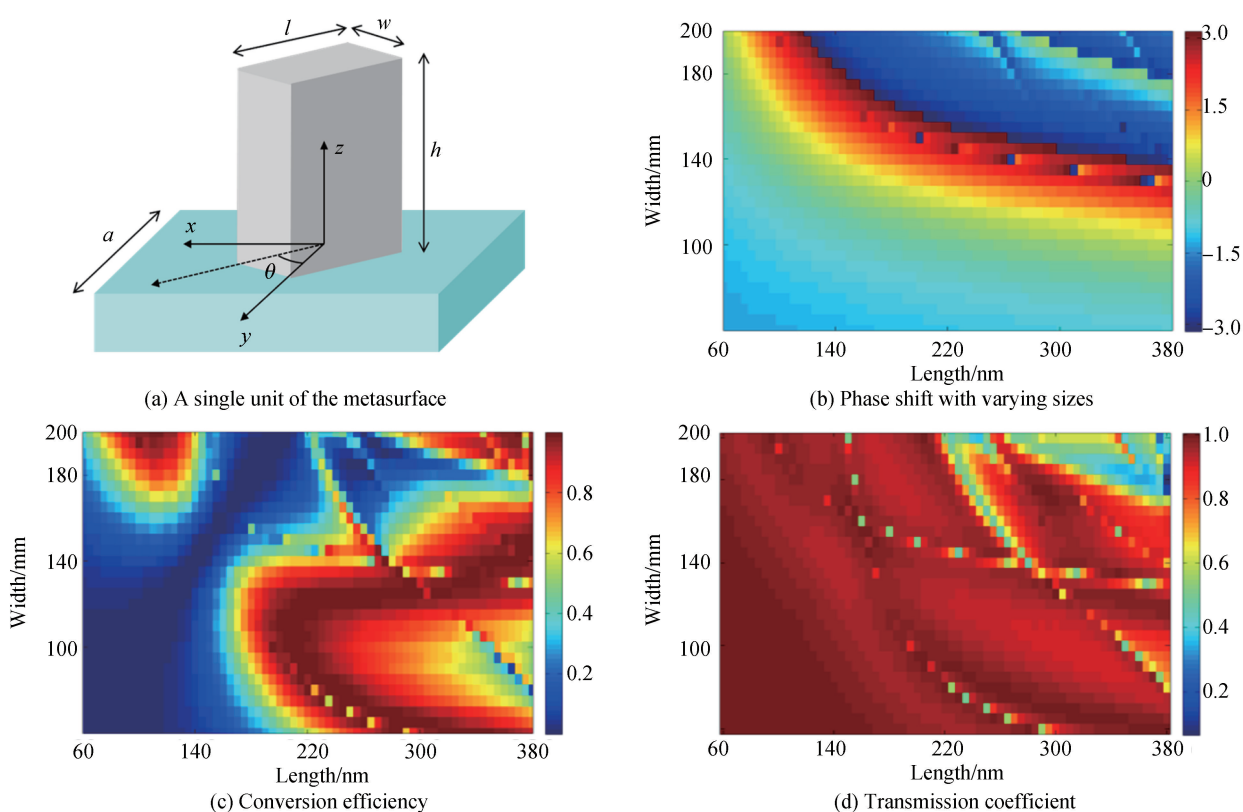 l
w
h
z
x
a
θ
y
(a) A single unit of the metasurface
200
180
140
100
Width/mm
60
140
220
300
380
Length/nm
3.0
1.5
0
−1.5
−3.0
(b) Phase shift with varying sizes
200
180
140
100
Width/mm
60
140
220
300
380
Length/nm
0.8
0.6
0.4
0.2
(c) Conversion efficiency
200
180
140
100
Width/mm
60
140
220
300
380
Length/nm
1.0
0.8
0.6
0.4
0.2
(d) Transmission coefficient